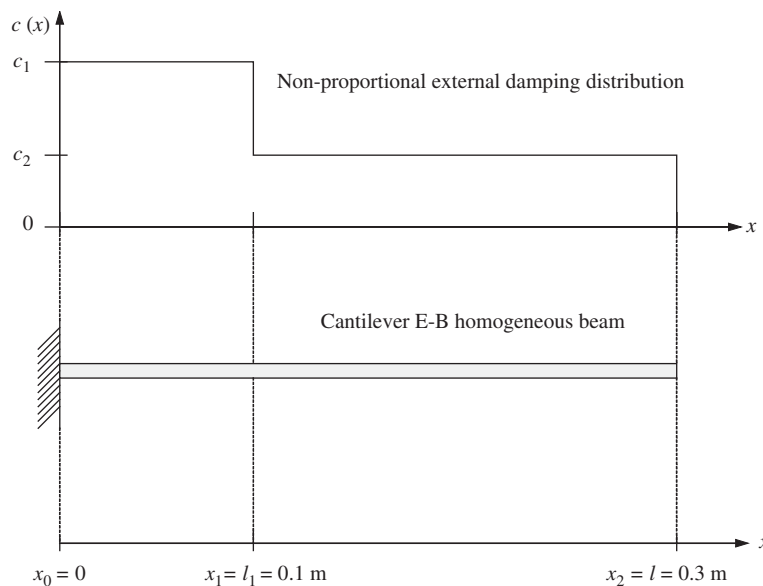 c (x)
c₁
Non-proportional external damping distribution
c₂
0
x
Cantilever E-B homogeneous beam
x
x₀ = 0
x₁ = l₁ = 0.1 m
x₂ = l = 0.3 m